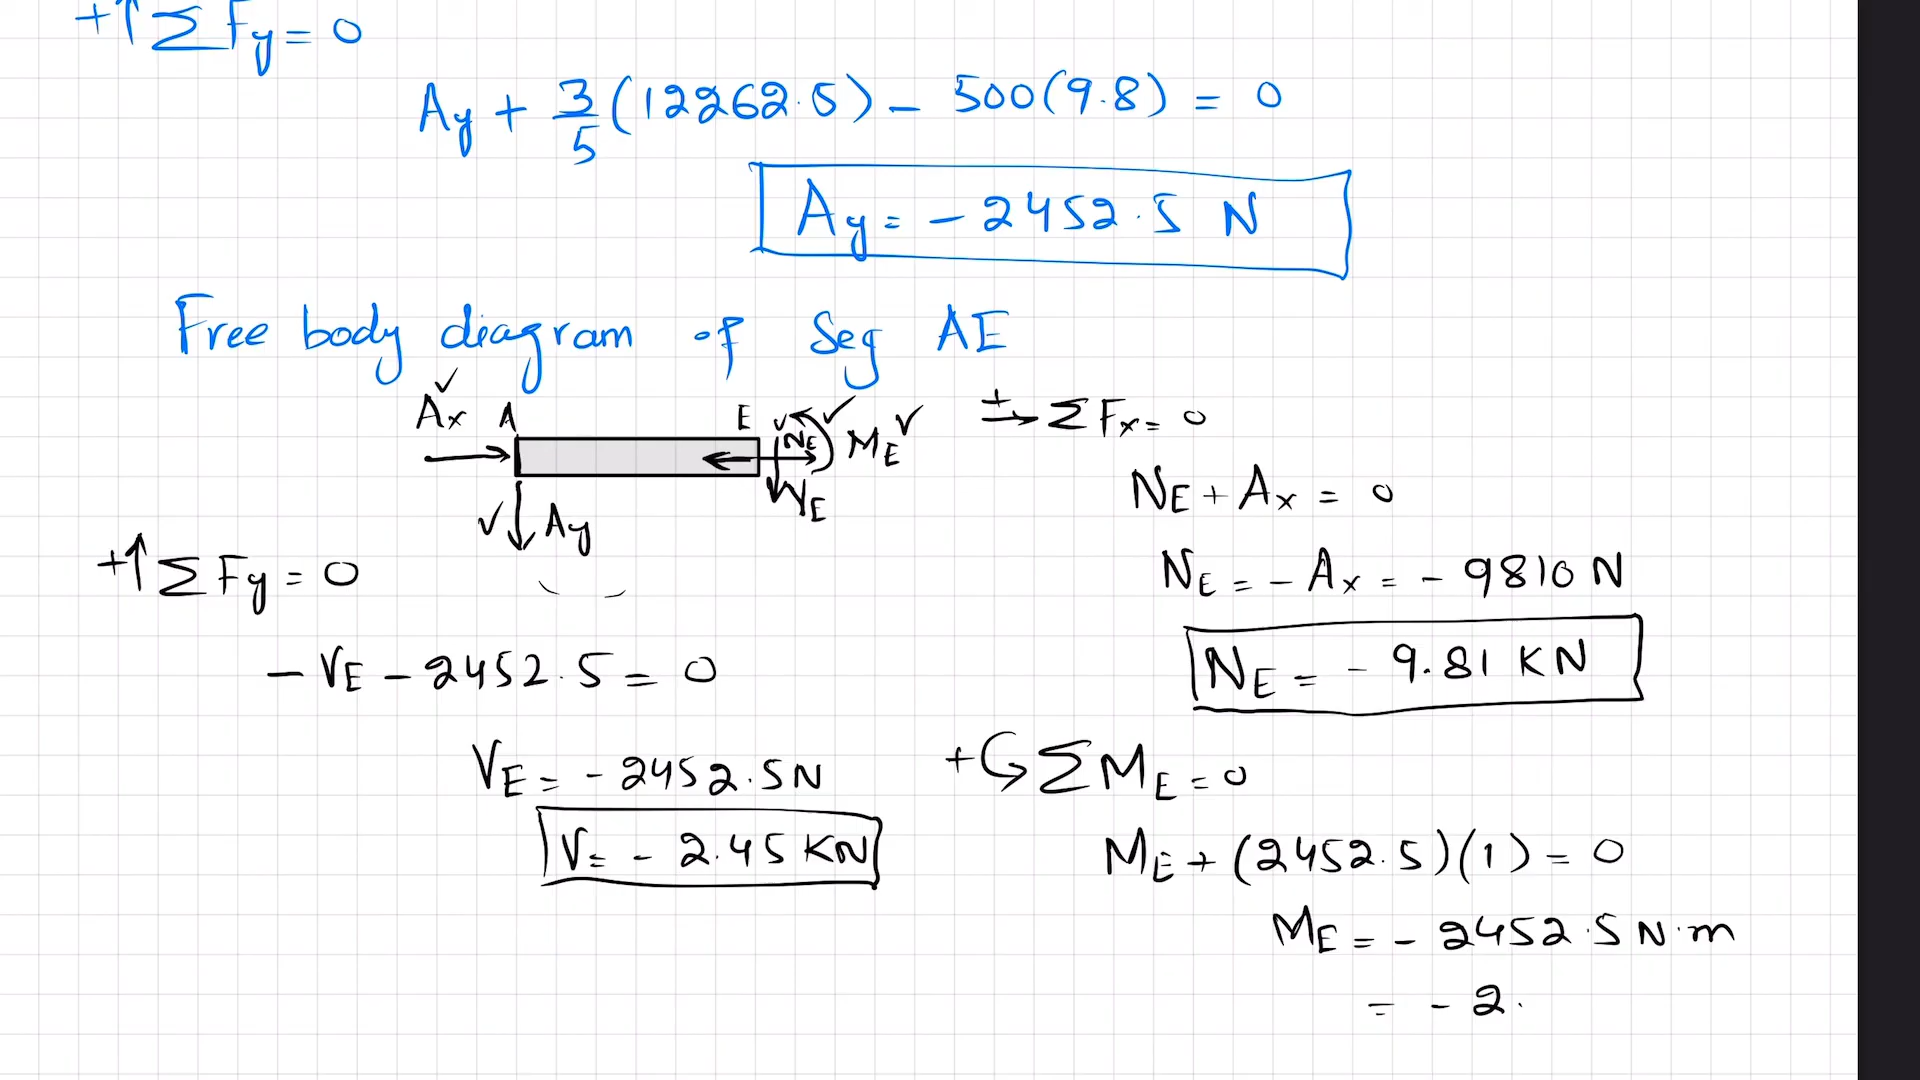 +↑ ΣFy = 0
Ay + 3/5 (12262.5) - 500(9.8) = 0
Ay = - 2452.5 N
Free body diagram of Seg AE
Ax A E NE ME
VE
Ay
+↑ ΣFy = 0
- VE - 2452.5 = 0
VE = - 2452.5 N
V = - 2.45 KN
+→ ΣFx = 0
NE + Ax = 0
NE = - Ax = - 9810 N
NE = - 9.81 KN
+↺ ΣME = 0
ME + (2452.5)(1) = 0
ME = - 2452.5 N·m
= - 2.